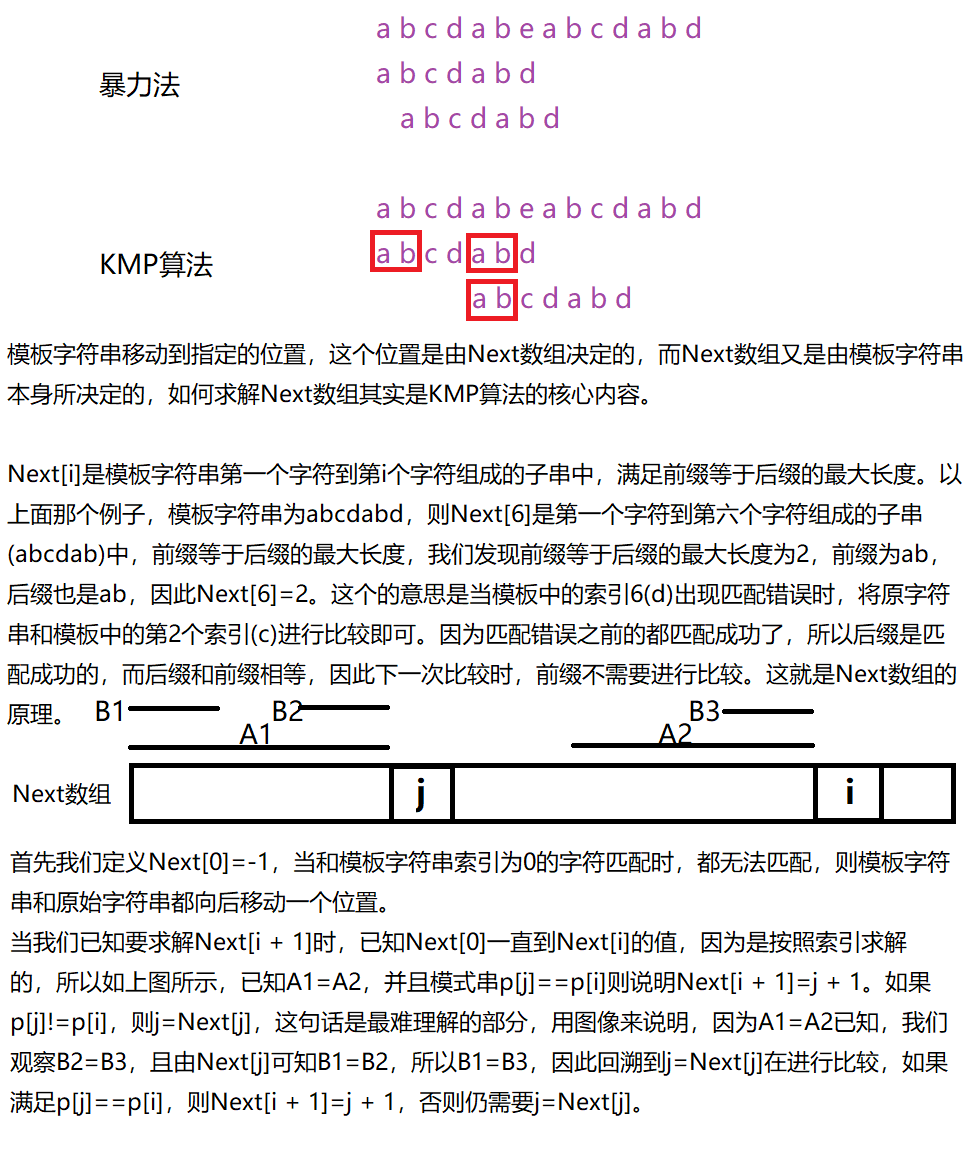 a b c d a b e a b c d a b d
暴力法
a b c d a b d
a b c d a b d
a b c d a b e a b c d a b d
KMP算法
a b c d a b d
a b c d a b d
模板字符串移动到指定的位置，这个位置是由Next数组决定的，而Next数组又是由模板字符串
本身所决定的，如何求解Next数组其实是KMP算法的核心内容。
Next[i]是模板字符串第一个字符到第i个字符组成的子串中，满足前缀等于后缀的最大长度。以
上面那个例子，模板字符串为abcdabd，则Next[6]是第一个字符到第六个字符组成的子串
(abcdab)中，前缀等于后缀的最大长度，我们发现前缀等于后缀的最大长度为2，前缀为ab，
后缀也是ab，因此Next[6]=2。这个的意思是当模板中的索引6(d)出现匹配错误时，将原字符
串和模板中的第2个索引(c)进行比较即可。因为匹配错误之前的都匹配成功了，所以后缀是匹
配成功的，而后缀和前缀相等，因此下一次比较时，前缀不需要进行比较。这就是Next数组的
原理。
B1 B2 B3
A1 A2
Next数组 j i
首先我们定义Next[0]=-1，当和模板字符串索引为0的字符匹配时，都无法匹配，则模板字符
串和原始字符串都向后移动一个位置。
当我们已知要求解Next[i + 1]时，已知Next[0]一直到Next[i]的值，因为是按照索引求解
的，所以如上图所示，已知A1=A2，并且模式串p[j]==p[i]则说明Next[i + 1]=j + 1。如果
p[j]!=p[i]，则j=Next[j]，这句话是最难理解的部分，用图像来说明，因为A1=A2已知，我们
观察B2=B3，且由Next[j]可知B1=B2，所以B1=B3，因此回溯到j=Next[j]在进行比较，如果
满足p[j]==p[i]，则Next[i + 1]=j + 1，否则仍需要j=Next[j]。